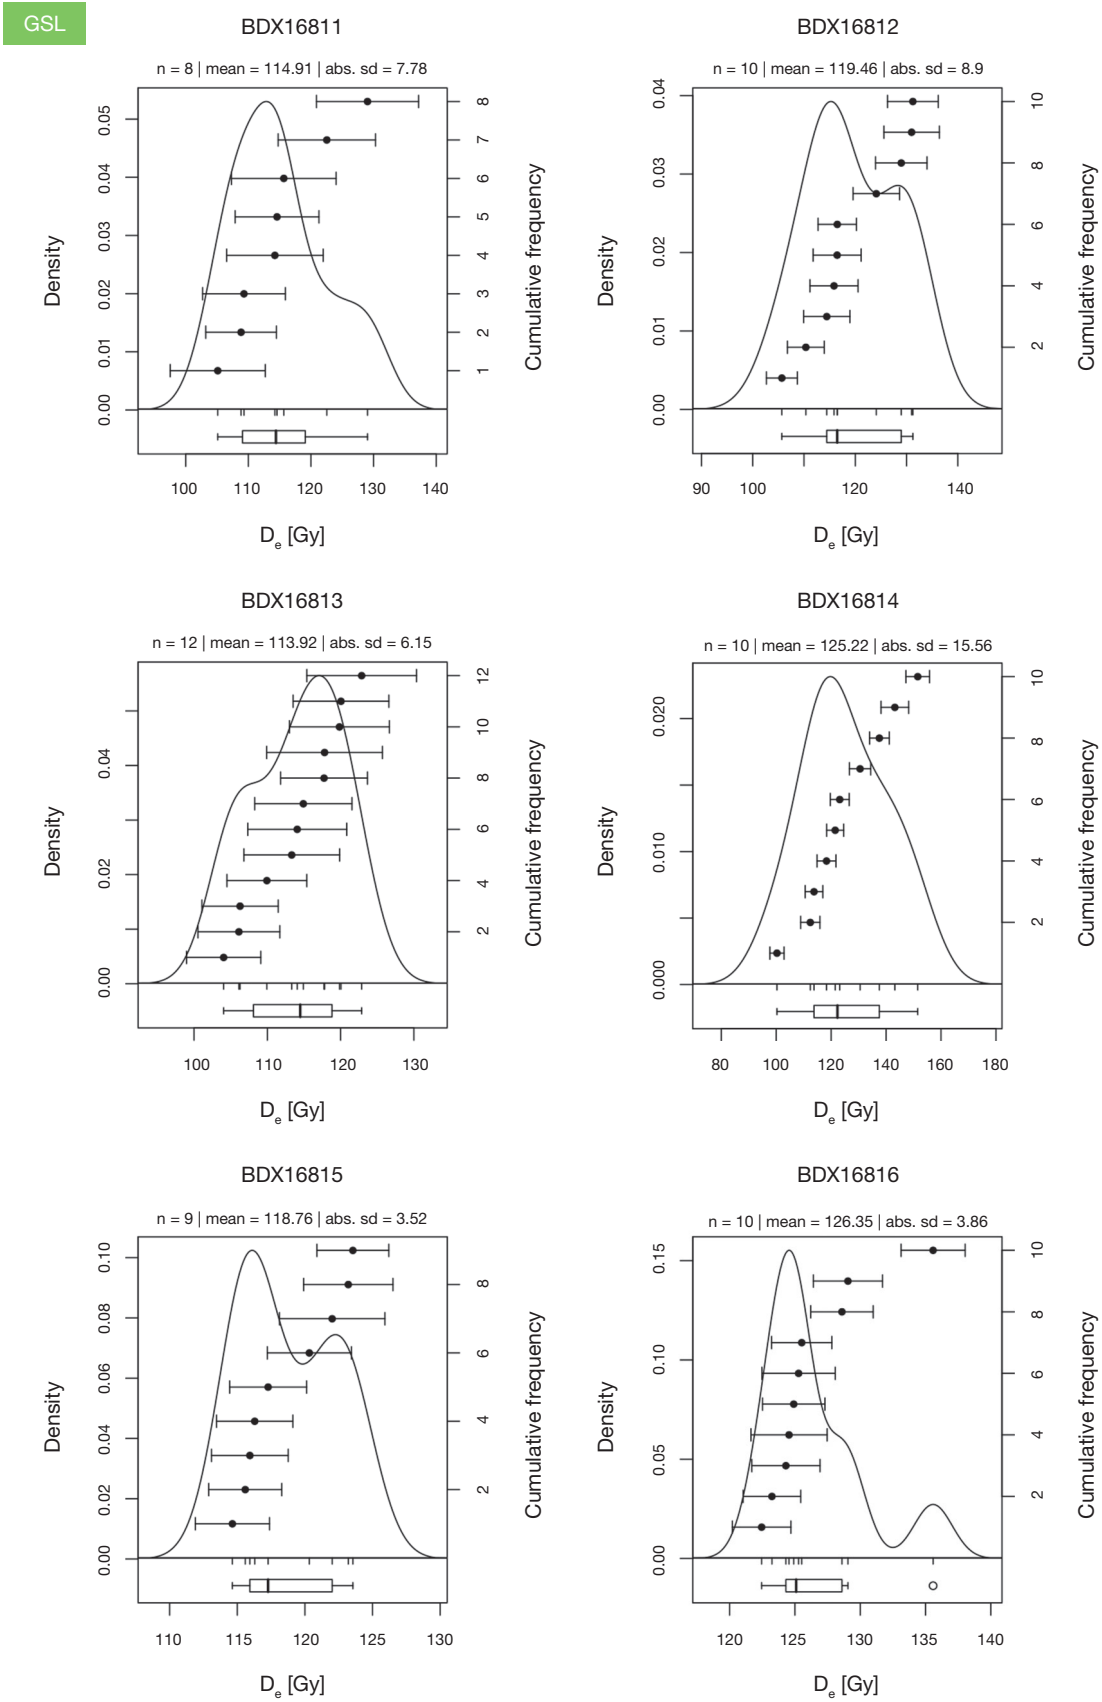 GSL
BDX16811
n = 8 | mean = 114.91 | abs. sd = 7.78
Density
0.00 0.01 0.02 0.03 0.04 0.05
1 2 3 4 5 6 7 8
Cumulative frequency
100 110 120 130 140
De [Gy]
BDX16812
n = 10 | mean = 119.46 | abs. sd = 8.9
Density
0.00 0.01 0.02 0.03 0.04
2 4 6 8 10
Cumulative frequency
90 100 120 140
De [Gy]
BDX16813
n = 12 | mean = 113.92 | abs. sd = 6.15
Density
0.00 0.02 0.04
2 4 6 8 10 12
Cumulative frequency
100 110 120 130
De [Gy]
BDX16814
n = 10 | mean = 125.22 | abs. sd = 15.56
Density
0.000 0.010 0.020
2 4 6 8 10
Cumulative frequency
80 100 120 140 160 180
De [Gy]
BDX16815
n = 9 | mean = 118.76 | abs. sd = 3.52
Density
0.00 0.02 0.04 0.06 0.08 0.10
2 4 6 8
Cumulative frequency
110 115 120 125 130
De [Gy]
BDX16816
n = 10 | mean = 126.35 | abs. sd = 3.86
Density
0.00 0.05 0.10 0.15
2 4 6 8 10
Cumulative frequency
120 125 130 135 140
De [Gy]